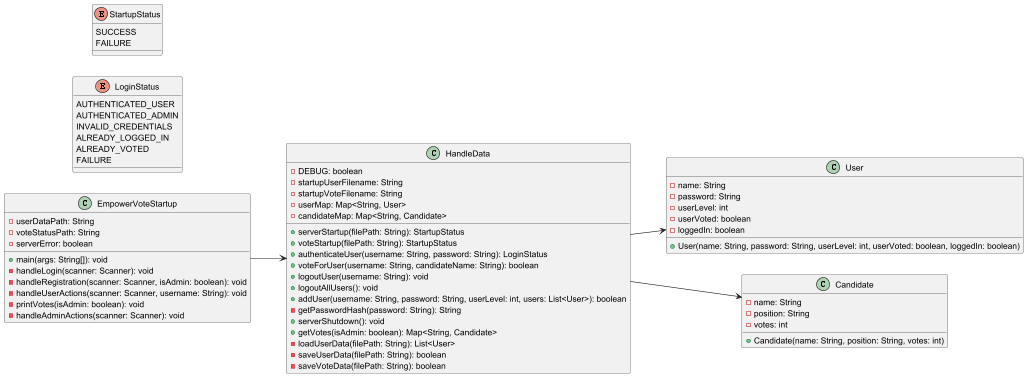 E StartupStatus
SUCCESS
FAILURE
E LoginStatus
AUTHENTICATED_USER
AUTHENTICATED_ADMIN
INVALID_CREDENTIALS
ALREADY_LOGGED_IN
ALREADY_VOTED
FAILURE
C EmpowerVoteStartup
userDataPath: String
voteStatusPath: String
serverError: boolean
main(args: String[]): void
handleLogin(scanner: Scanner): void
handleRegistration(scanner: Scanner, isAdmin: boolean): void
handleUserActions(scanner: Scanner, username: String): void
printVotes(isAdmin: boolean): void
handleAdminActions(scanner: Scanner): void
C HandleData
DEBUG: boolean
startupUserFilename: String
startupVoteFilename: String
userMap: Map<String, User>
candidateMap: Map<String, Candidate>
serverStartup(filePath: String): StartupStatus
voteStartup(filePath: String): StartupStatus
authenticateUser(username: String, password: String): LoginStatus
voteForUser(username: String, candidateName: String): boolean
logoutUser(username: String): void
logoutAllUsers(): void
addUser(username: String, password: String, userLevel: int, users: List<User>): boolean
getPasswordHash(password: String): String
serverShutdown(): void
getVotes(isAdmin: boolean): Map<String, Candidate>
loadUserData(filePath: String): List<User>
saveUserData(filePath: String): boolean
saveVoteData(filePath: String): boolean
C User
name: String
password: String
userLevel: int
userVoted: boolean
loggedIn: boolean
User(name: String, password: String, userLevel: int, userVoted: boolean, loggedIn: boolean)
C Candidate
name: String
position: String
votes: int
Candidate(name: String, position: String, votes: int)